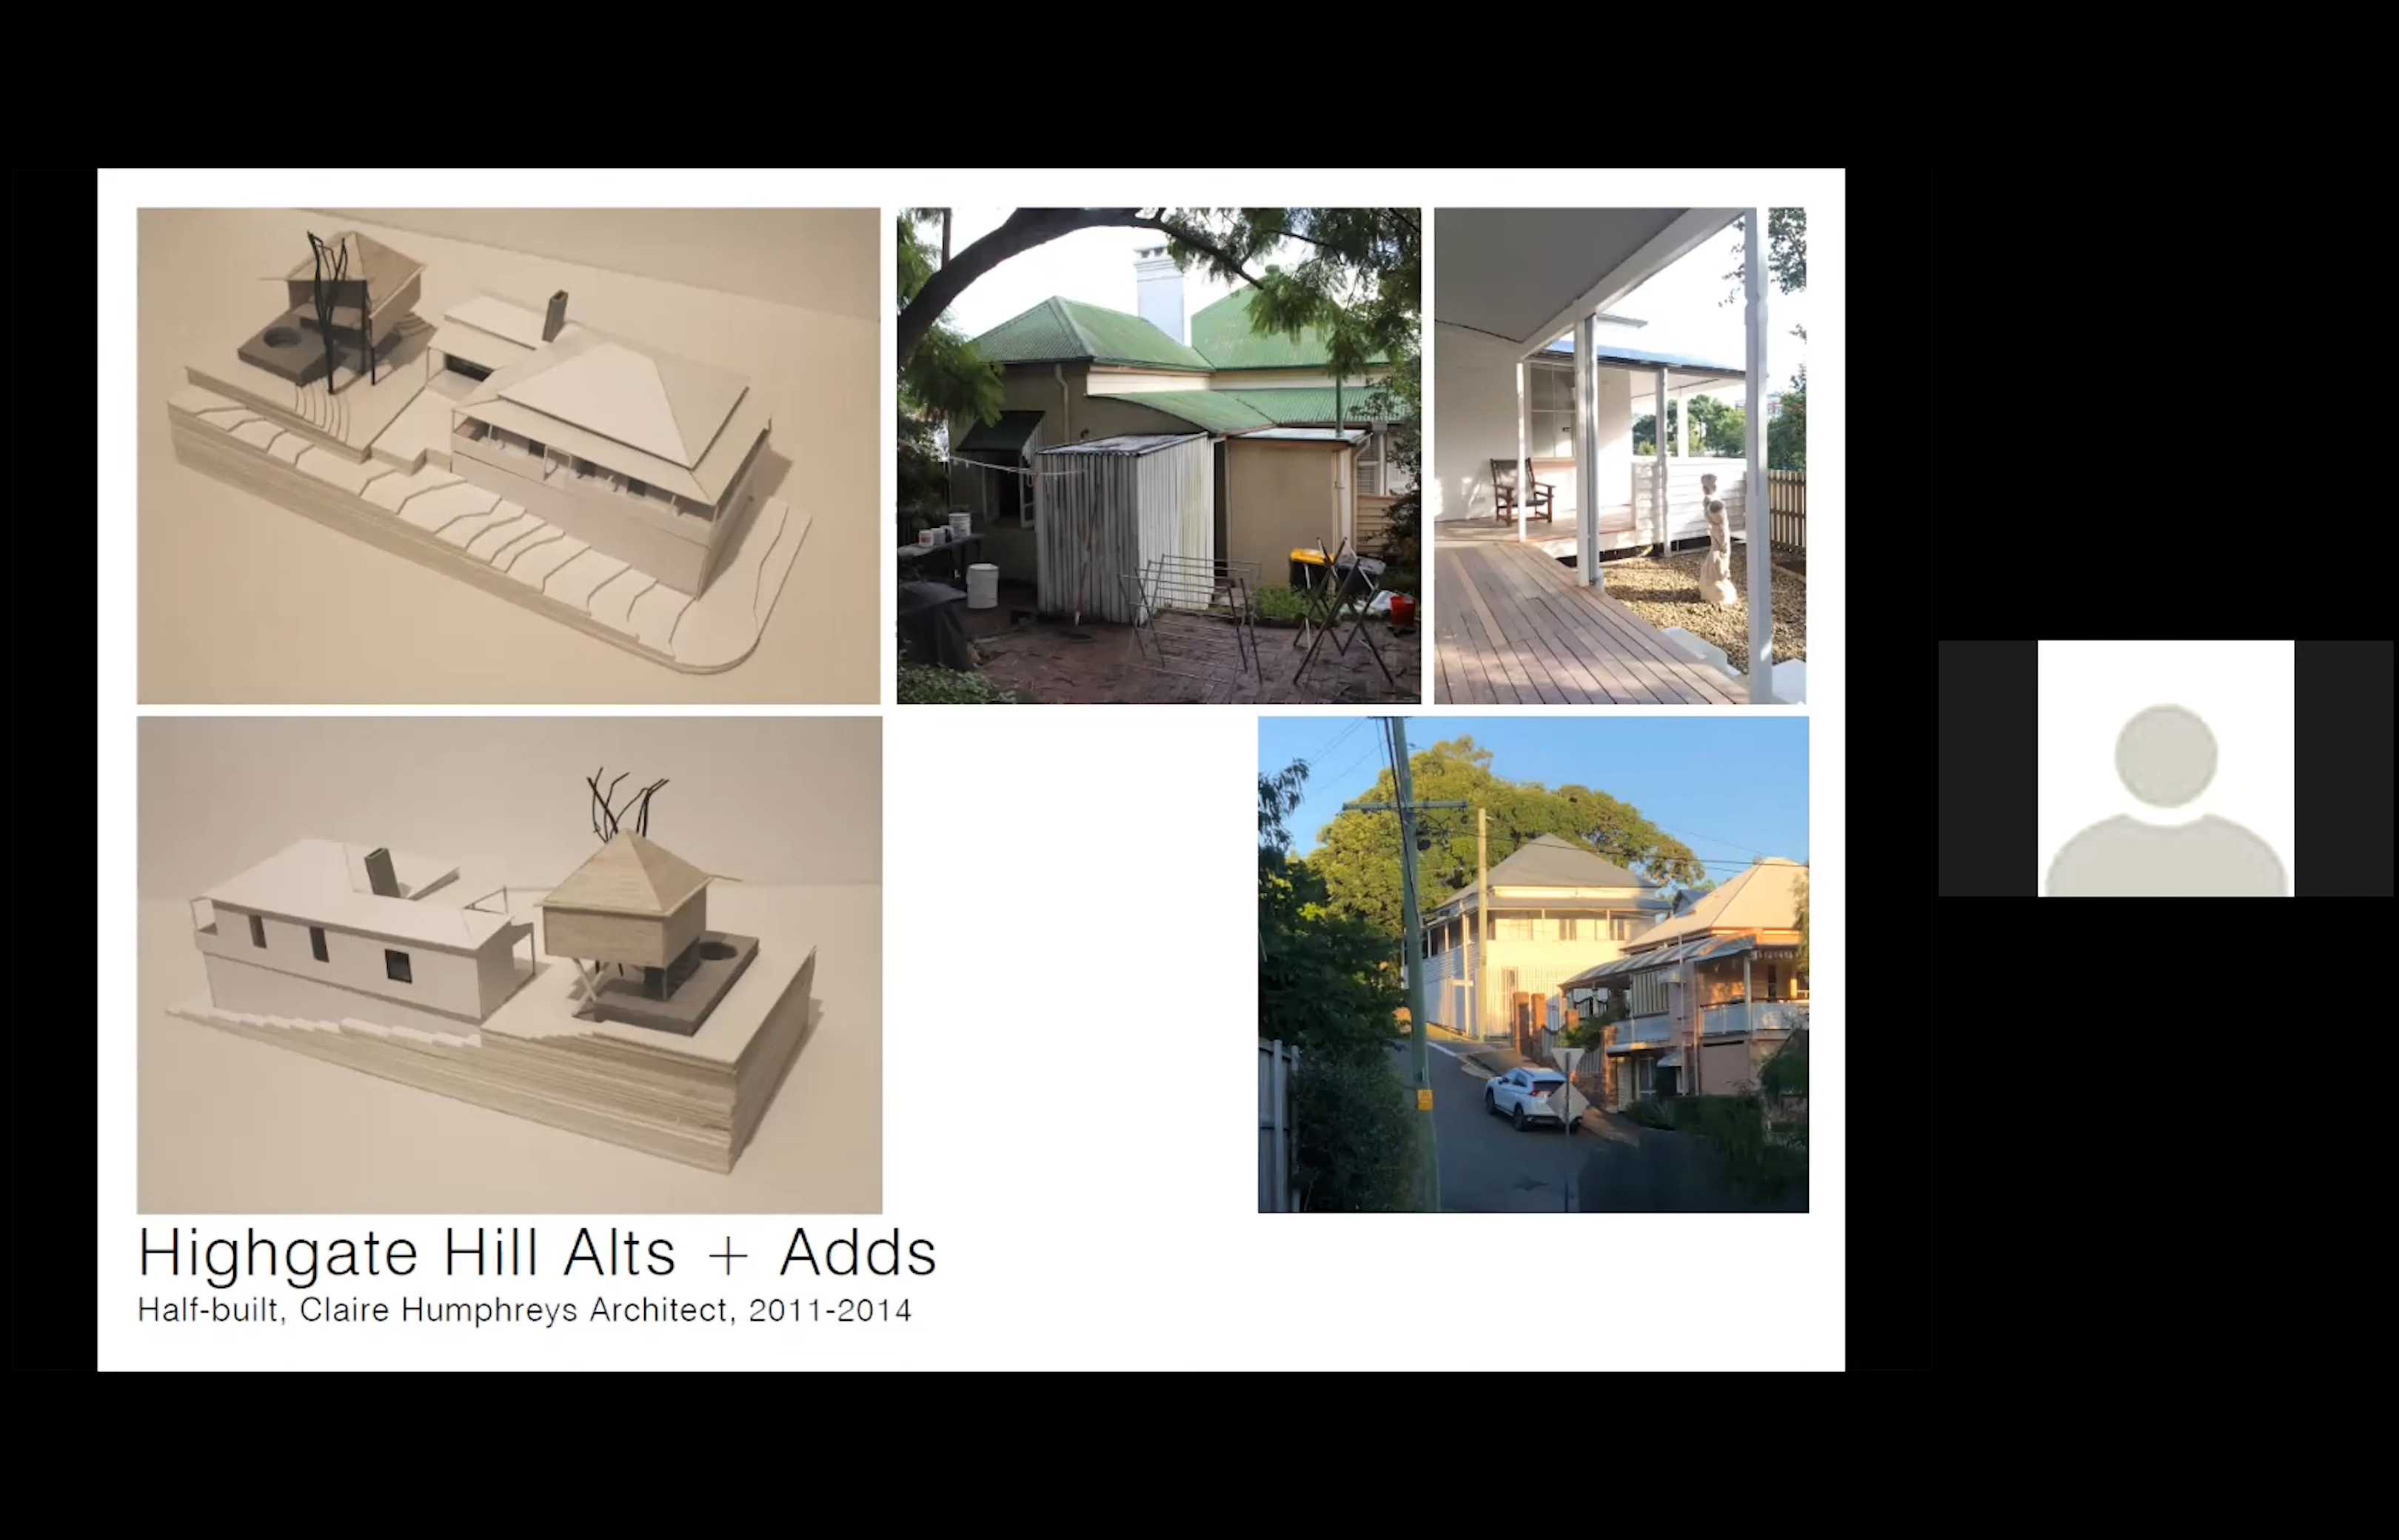 Highgate Hill Alts + Adds
Half-built, Claire Humphreys Architect, 2011-2014